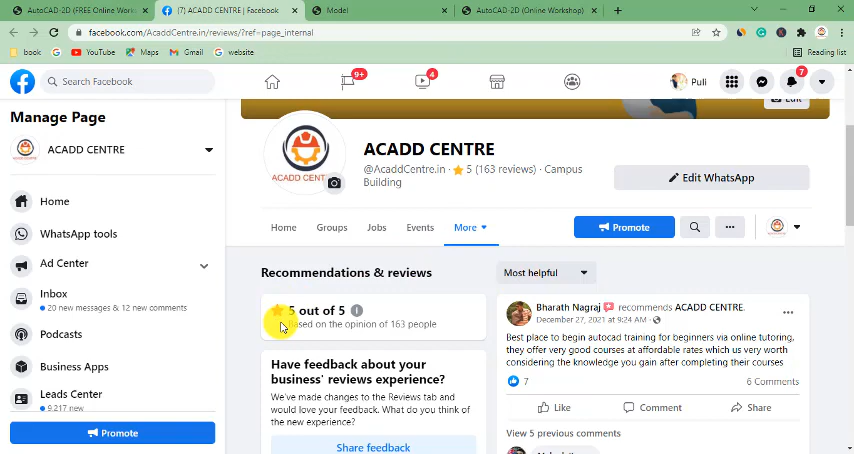 AutoCAD-2D (FREE Online Works
(7) ACADD CENTRE | Facebook
Model
AutoCAD-2D (Online Workshop)
facebook.com/AcaddCentre.in/reviews/?ref=page_internal
book
YouTube
Maps
Gmail
website
Reading list
Search Facebook
9+
4
Puli
7
Manage Page
ACADD CENTRE
Home
WhatsApp tools
Ad Center
Inbox
20 new messages & 12 new comments
Podcasts
Business Apps
Leads Center
9,217 new
Promote
Edit
ACADD CENT
ACADD CENTRE
@AcaddCentre.in · 5 (163 reviews) · Campus
Building
Edit WhatsApp
Home
Groups
Jobs
Events
More
Promote
Recommendations & reviews
Most helpful
5 out of 5
Based on the opinion of 163 people
Have feedback about your
business' reviews experience?
We've made changes to the Reviews tab and
would love your feedback. What do you think of
the new experience?
Share feedback
Bharath Nagraj recommends ACADD CENTRE.
December 27, 2021 at 9:24 AM ·
Best place to begin autocad training for beginners via online tutoring,
they offer very good courses at affordable rates which us very worth
considering the knowledge you gain after completing their courses
7
6 Comments
Like
Comment
Share
View 5 previous comments